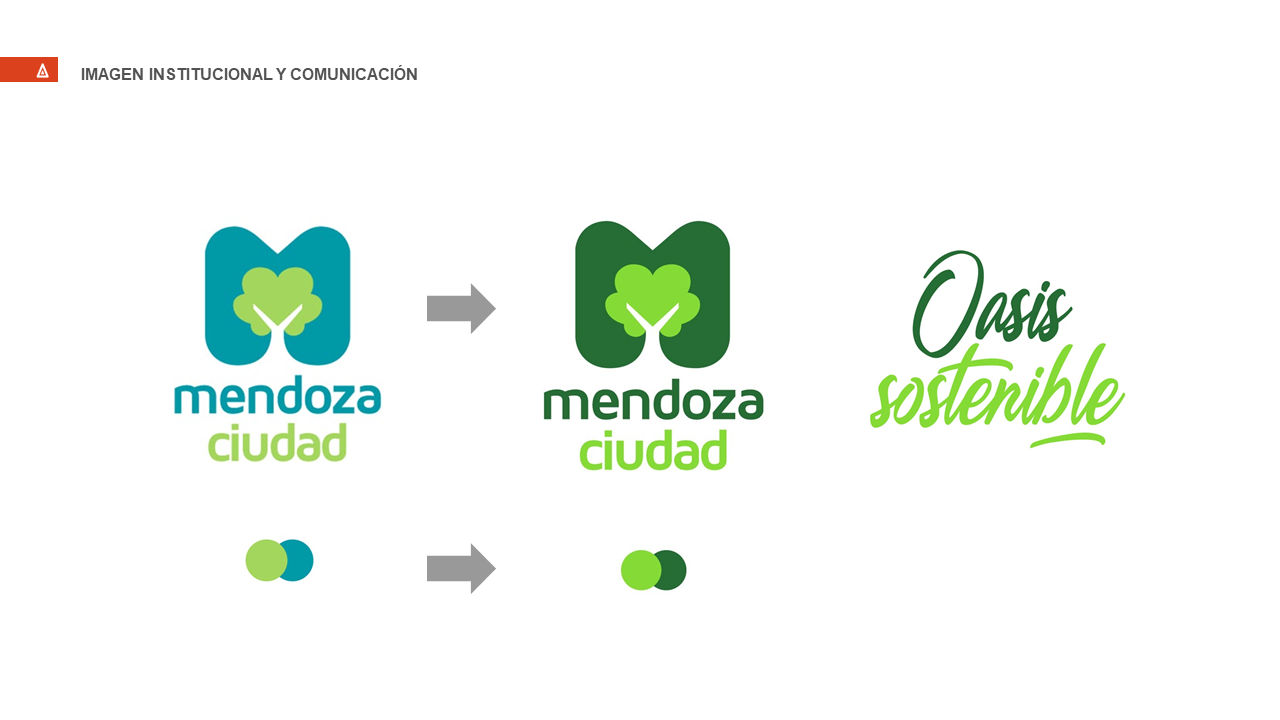 IMAGEN INSTITUCIONAL Y COMUNICACIÓN
mendoza
ciudad
mendoza
ciudad
Oasis
sostenible